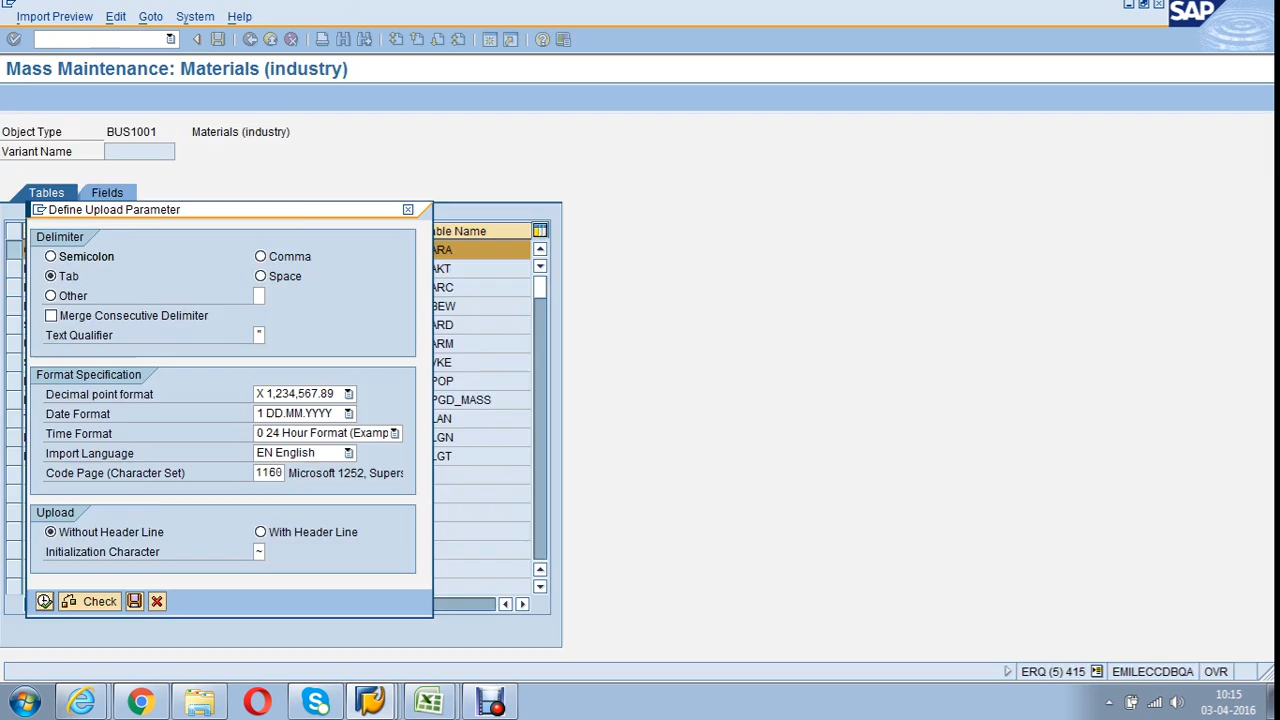 Import Preview Edit Goto System Help
SAP
Mass Maintenance: Materials (industry)
Object Type BUS1001 Materials (industry)
Variant Name
Tables Fields
Define Upload Parameter
Delimiter
Semicolon Comma
Tab Space
Other
Merge Consecutive Delimiter
Text Qualifier "
Format Specification
Decimal point format X 1,234,567.89
Date Format 1 DD.MM.YYYY
Time Format 0 24 Hour Format (Examp
Import Language EN English
Code Page (Character Set) 1160 Microsoft 1252, Supers
Upload
Without Header Line With Header Line
Initialization Character ~
Check
ble Name
ARA
AKT
ARC
BEW
ARD
ARM
VKE
POP
PGD_MASS
LAN
LGN
LGT
ERQ (5) 415 EMILECCDBQA OVR
10:15
03-04-2016